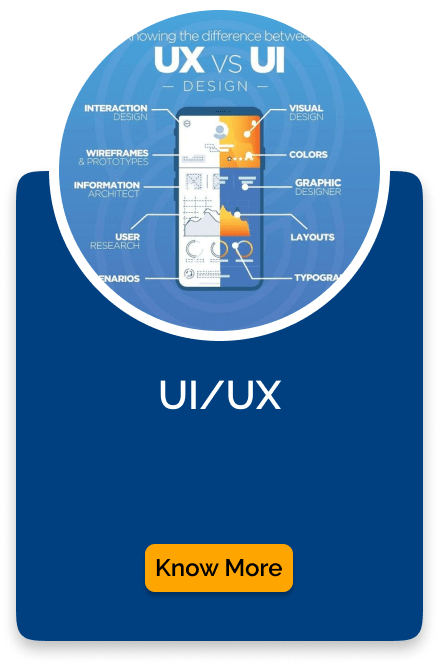 nowing the difference between
UX VS UI
— DESIGN —
INTERACTION
DESIGN
VISUAL
DESIGN
WIREFRAMES
& PROTOTYPES
COLORS
INFORMATION
ARCHITECT
GRAPHIC
DESIGNER
USER
RESEARCH
LAYOUTS
ENARIOS
TYPOGRA
UI/UX
Know More